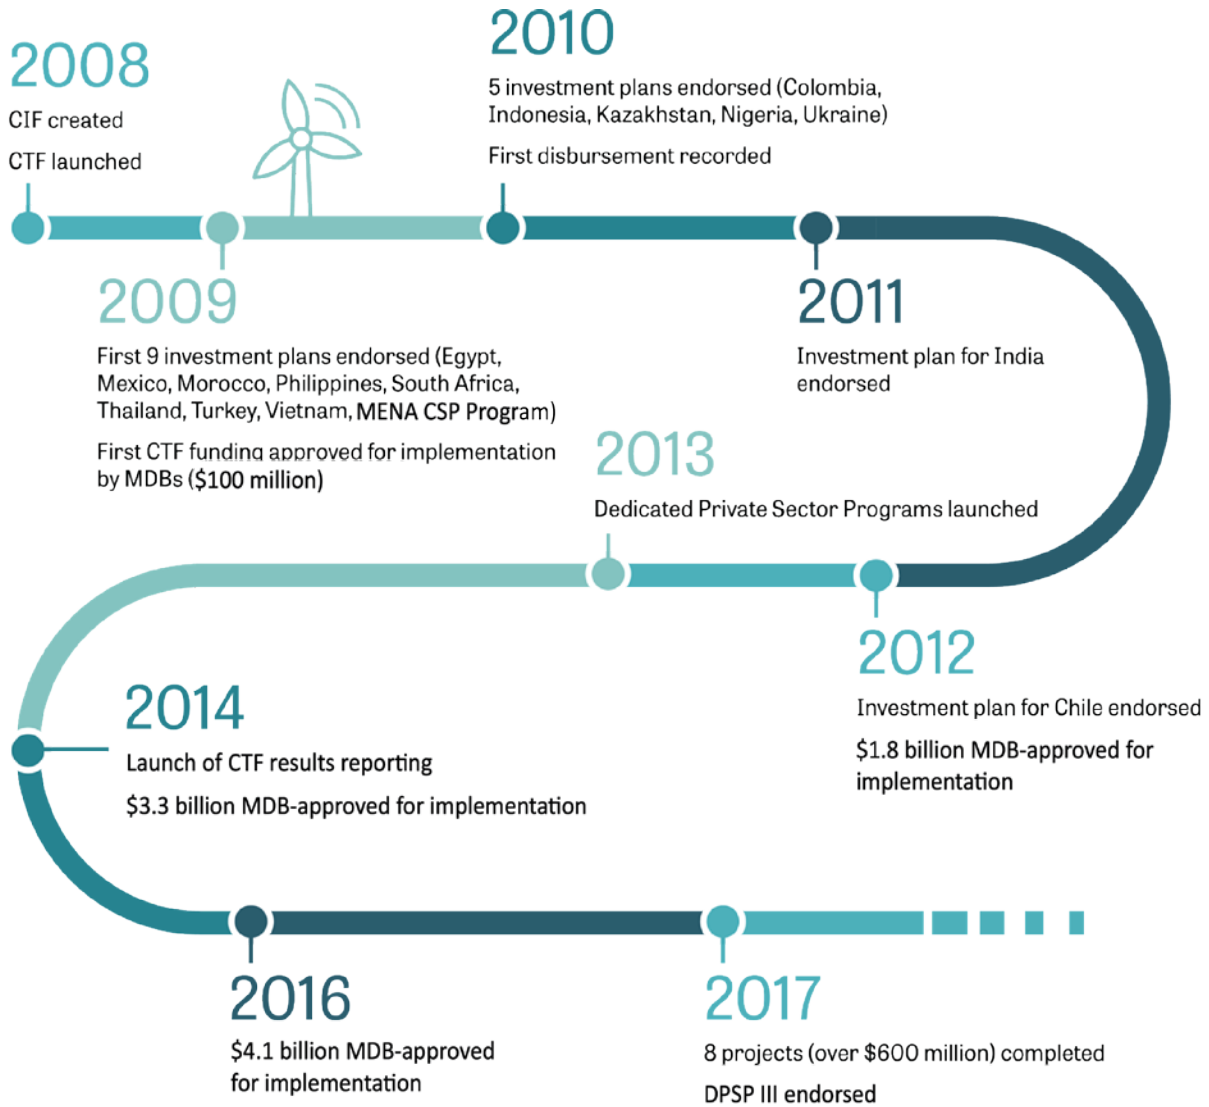 2008
CIF created
CTF launched
2009
First 9 investment plans endorsed (Egypt,
Mexico, Morocco, Philippines, South Africa,
Thailand, Turkey, Vietnam, MENA CSP Program)
First CTF funding approved for implementation
by MDBs ($100 million)
2010
5 investment plans endorsed (Colombia,
Indonesia, Kazakhstan, Nigeria, Ukraine)
First disbursement recorded
2011
Investment plan for India
endorsed
2012
Investment plan for Chile endorsed
$1.8 billion MDB-approved for
implementation
2013
Dedicated Private Sector Programs launched
2014
Launch of CTF results reporting
$3.3 billion MDB-approved for implementation
2016
$4.1 billion MDB-approved
for implementation
2017
8 projects (over $600 million) completed
DPSP III endorsed